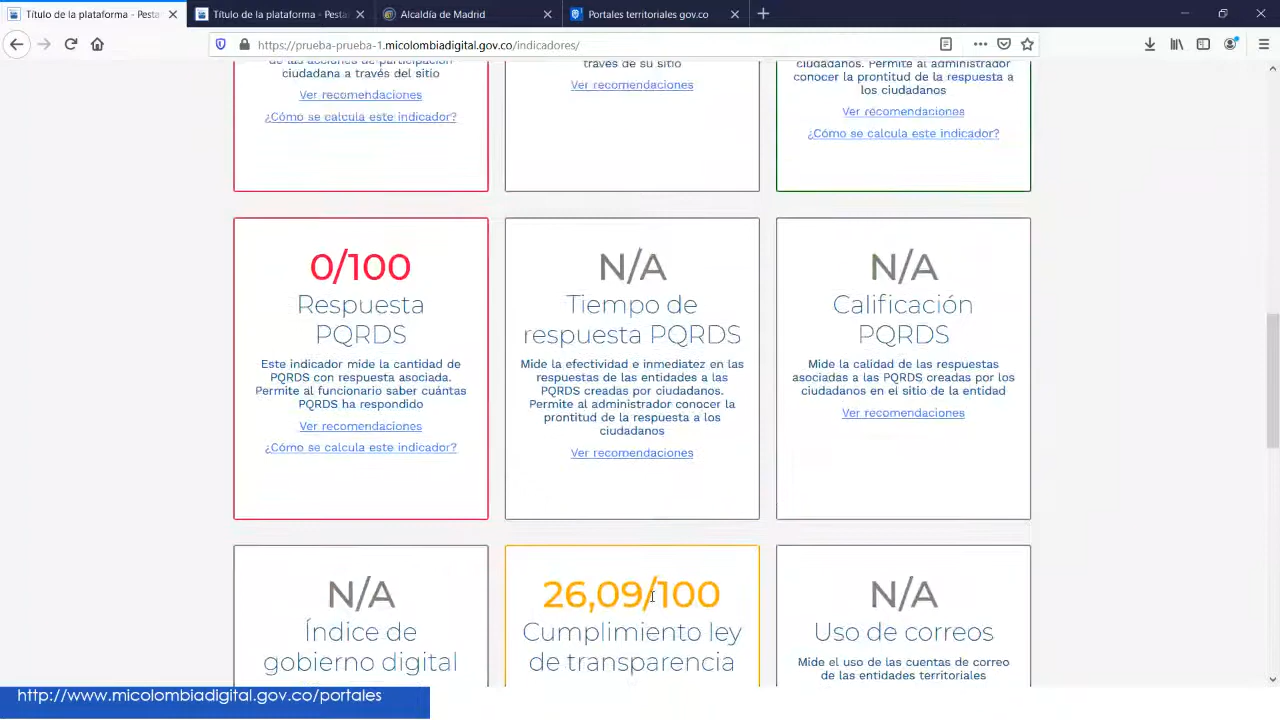 Título de la plataforma - Pesta
Título de la plataforma - Pesta
Alcaldía de Madrid
Portales territoriales gov.co
https://prueba-prueba-1.micolombiadigital.gov.co/indicadores/
de las acciones de participación
ciudadana a través del sitio
Ver recomendaciones
¿Cómo se calcula este indicador?
través de su sitio
Ver recomendaciones
ciudadanos. Permite al administrador
conocer la prontitud de la respuesta a
los ciudadanos
Ver recomendaciones
¿Cómo se calcula este indicador?
0/100
Respuesta
PQRDS
Este indicador mide la cantidad de
PQRDS con respuesta asociada.
Permite al funcionario saber cuántas
PQRDS ha respondido
Ver recomendaciones
¿Cómo se calcula este indicador?
N/A
Tiempo de
respuesta PQRDS
Mide la efectividad e inmediatez en las
respuestas de las entidades a las
PQRDS creadas por ciudadanos.
Permite al administrador conocer la
prontitud de la respuesta a los
ciudadanos
Ver recomendaciones
N/A
Calificación
PQRDS
Mide la calidad de las respuestas
asociadas a las PQRDS creadas por los
ciudadanos en el sitio de la entidad
Ver recomendaciones
N/A
Índice de
gobierno digital
26,09/100
Cumplimiento ley
de transparencia
N/A
Uso de correos
Mide el uso de las cuentas de correo
de las entidades territoriales
http://www.micolombiadigital.gov.co/portales